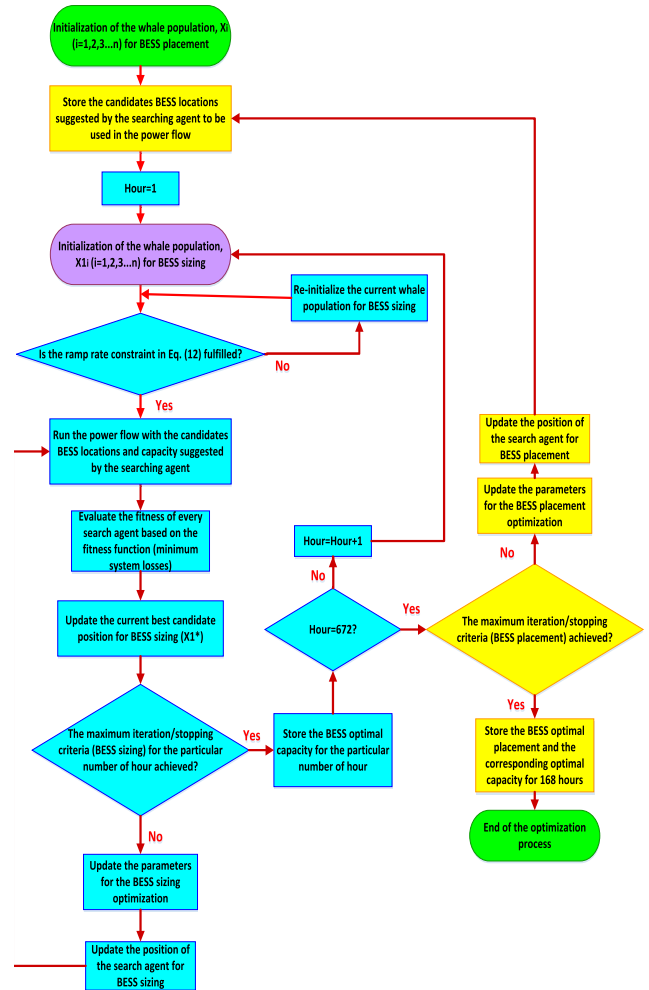 Initialization of the whale population, Xi
(i=1,2,3...n) for BESS placement
Store the candidates BESS locations
suggested by the searching agent to be
used in the power flow
Hour=1
Initialization of the whale population,
X1i (i=1,2,3...n) for BESS sizing
Re-initialize the current whale
population for BESS sizing
Is the ramp rate constraint in Eq. (12) fulfilled?
No
Yes
Run the power flow with the candidates
BESS locations and capacity suggested
by the searching agent
Evaluate the fitness of every
search agent based on the
fitness function (minimum
system losses)
Update the current best candidate
position for BESS sizing (X1*)
The maximum iteration/stopping
criteria (BESS sizing) for the particular
number of hour achieved?
Yes
No
Update the parameters
for the BESS sizing
optimization
Update the position of
the search agent for
BESS sizing
Store the BESS optimal
capacity for the particular
number of hour
Hour=672?
No
Hour=Hour+1
Yes
The maximum iteration/stopping
criteria (BESS placement) achieved?
No
Update the parameters
for the BESS placement
optimization
Update the position of
the search agent for
BESS placement
Yes
Store the BESS optimal
placement and the
corresponding optimal
capacity for 168 hours
End of the optimization
process